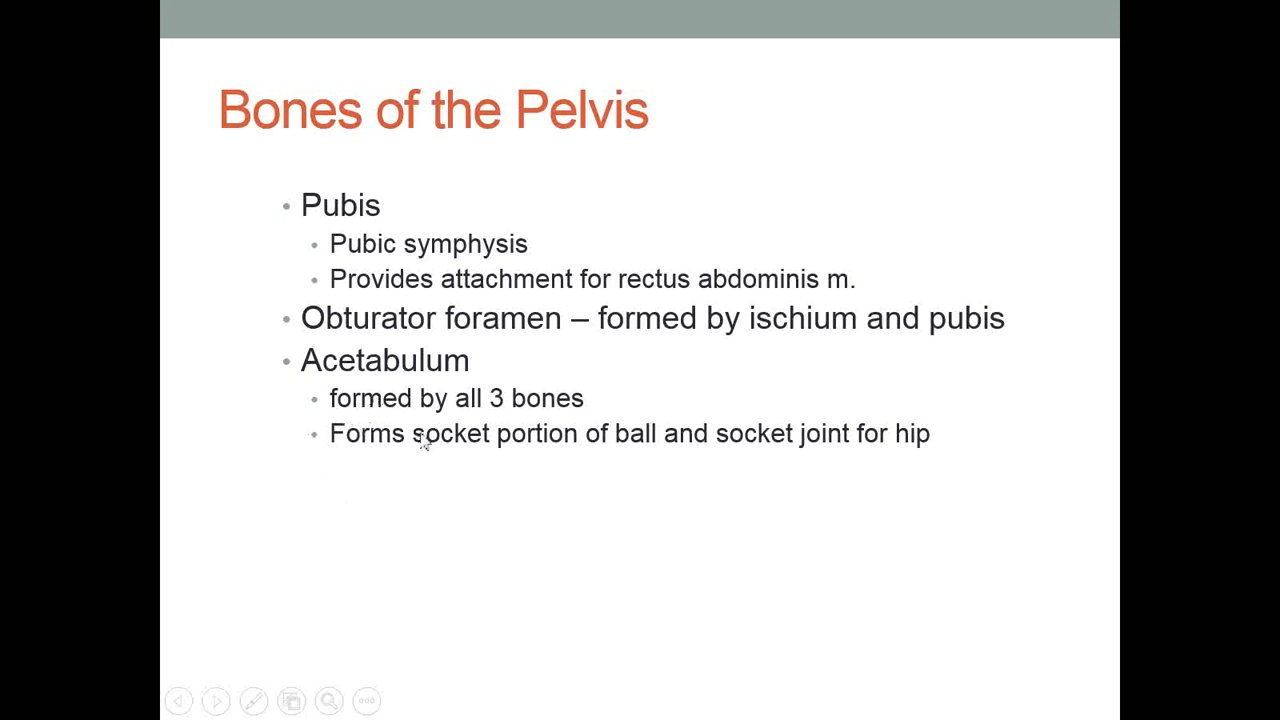 Bones of the Pelvis
• Pubis
• Pubic symphysis
• Provides attachment for rectus abdominis m.
• Obturator foramen – formed by ischium and pubis
• Acetabulum
• formed by all 3 bones
• Forms socket portion of ball and socket joint for hip